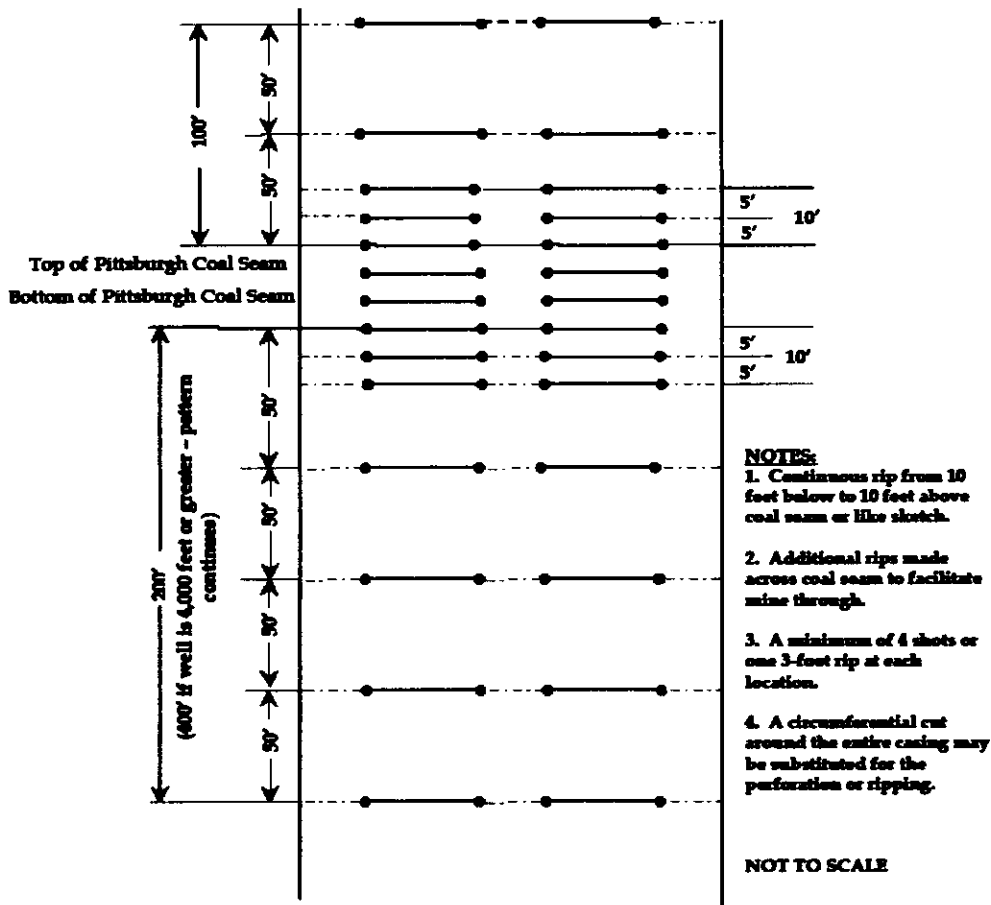 100'
50'
50'
5'
10'
5'
Top of Pittsburgh Coal Seam
Bottom of Pittsburgh Coal Seam
5'
10'
5'
200'
(400' if well is 4,000 feet or greater - pattern
continues)
50'
50'
50'
50'
NOTES:
1. Continuous rip from 10
feet below to 10 feet above
coal seam or like sketch.
2. Additional rips made
across coal seam to facilitate
mine through.
3. A minimum of 4 shots or
one 3-foot rip at each
location.
4. A circumferential cut
around the entire casing may
be substituted for the
perforation or ripping.
NOT TO SCALE